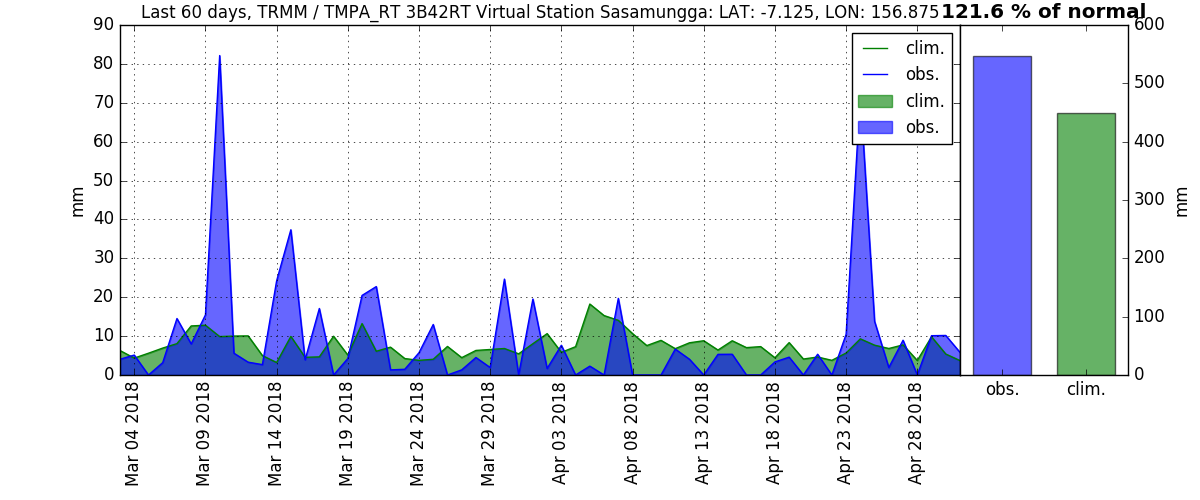 Last 60 days, TRMM / TMPA_RT 3B42RT Virtual Station Sasamungga: LAT: -7.125, LON: 156.875 121.6 % of normal
90
80
70
60
50
40
30
20
10
0
mm
clim.
obs.
clim.
obs.
600
500
400
300
200
100
0
mm
Mar 04 2018
Mar 09 2018
Mar 14 2018
Mar 19 2018
Mar 24 2018
Mar 29 2018
Apr 03 2018
Apr 08 2018
Apr 13 2018
Apr 18 2018
Apr 23 2018
Apr 28 2018
obs.
clim.